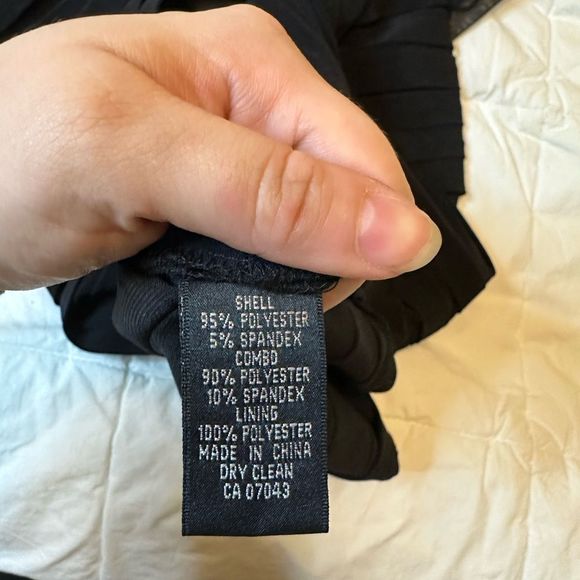 SHELL
95% POLYESTER
5% SPANDEX
COMBO
90% POLYESTER
10% SPANDEX
LINING
100% POLYESTER
MADE IN CHINA
DRY CLEAN
CA 07043